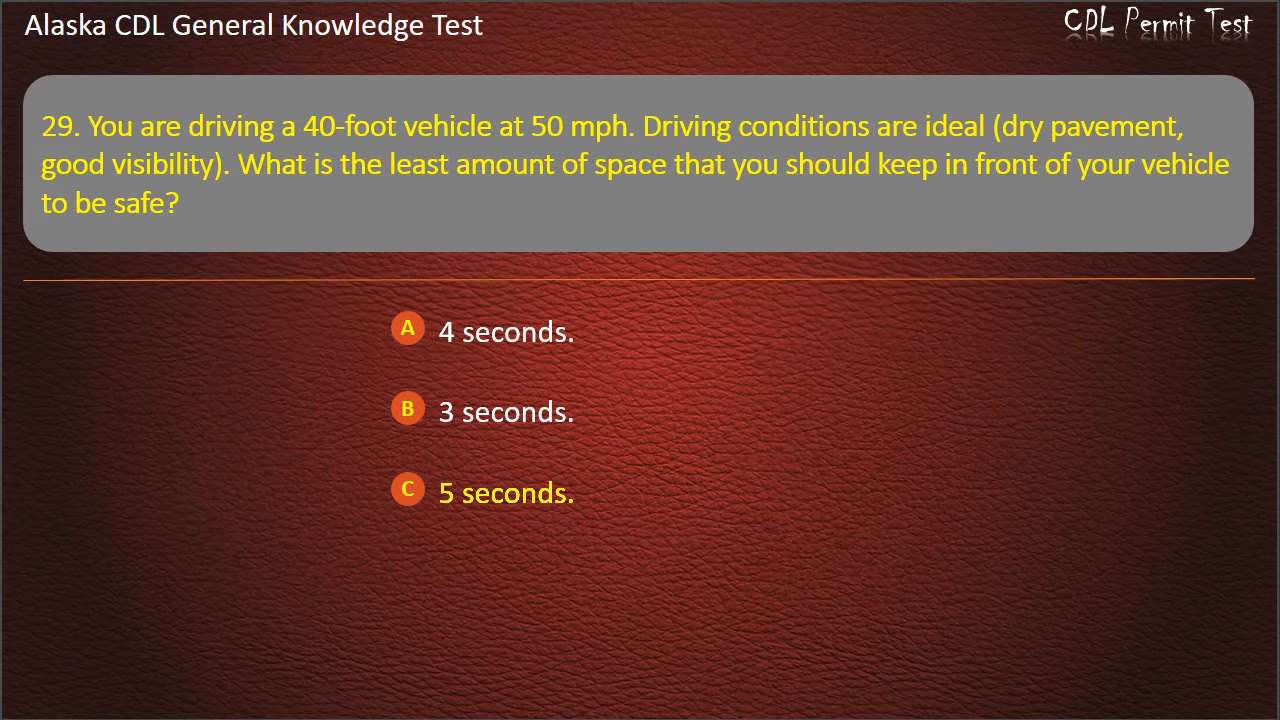 Alaska CDL General Knowledge Test
CDL Permit Test
29. You are driving a 40-foot vehicle at 50 mph. Driving conditions are ideal (dry pavement,
good visibility). What is the least amount of space that you should keep in front of your vehicle
to be safe?
A 4 seconds.
B 3 seconds.
C 5 seconds.